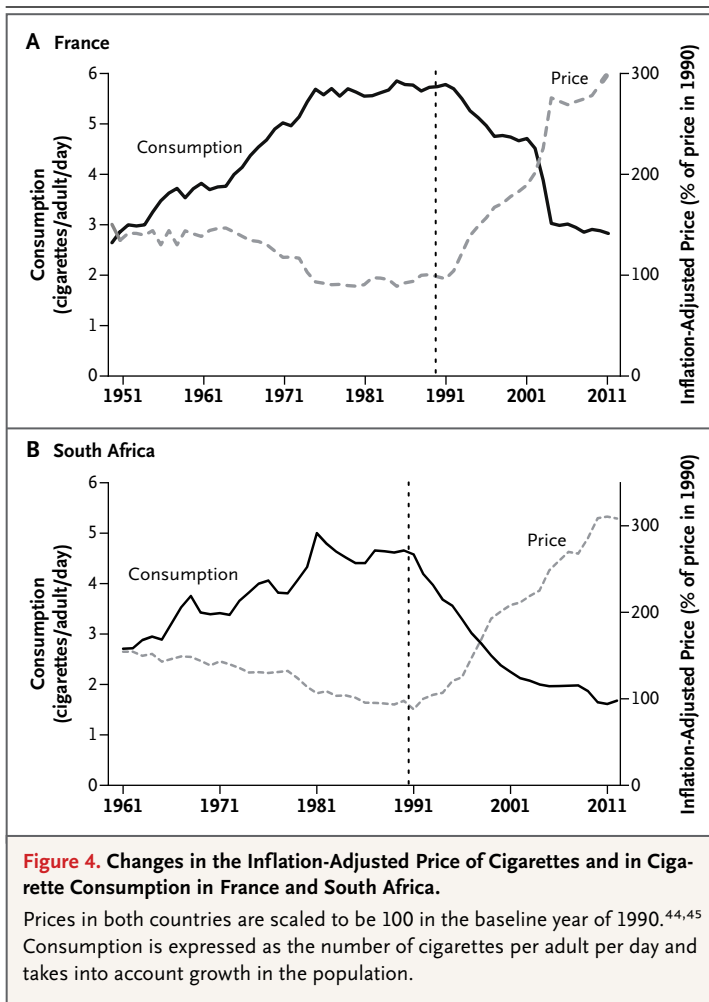 A France
6
5
4
3
2
1
0
Consumption
(cigarettes/adult/day)
Consumption
Price
300
200
100
0
Inflation-Adjusted Price (% of price in 1990)
1951 1961 1971 1981 1991 2001 2011
B South Africa
6
5
4
3
2
1
0
Consumption
(cigarettes/adult/day)
Consumption
Price
300
200
100
0
Inflation-Adjusted Price (% of price in 1990)
1961 1971 1981 1991 2001 2011
Figure 4. Changes in the Inflation-Adjusted Price of Cigarettes and in Ciga-
rette Consumption in France and South Africa.
Prices in both countries are scaled to be 100 in the baseline year of 1990.44,45
Consumption is expressed as the number of cigarettes per adult per day and
takes into account growth in the population.